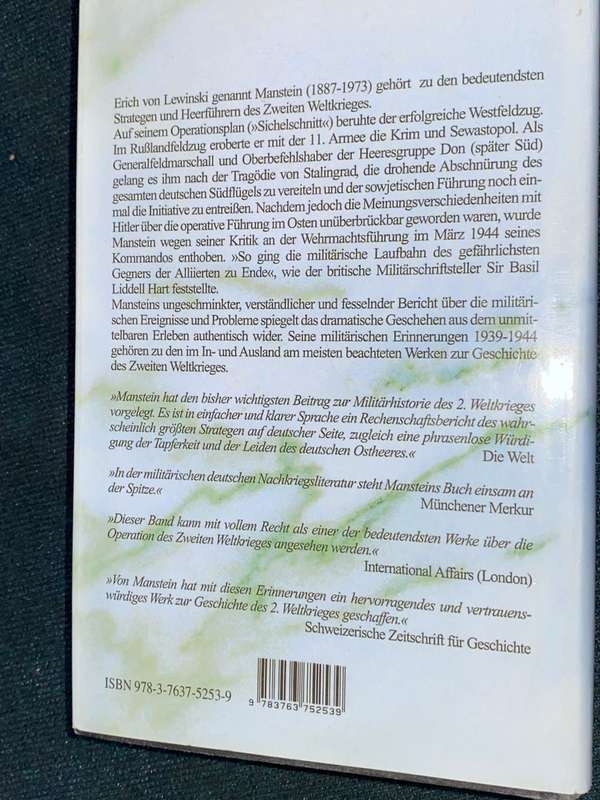 Erich von Lewinski genannt Manstein (1887-1973) gehört zu den bedeutendsten
Strategen und Heerführern des Zweiten Weltkrieges.
Auf seinem Operationsplan (»Sichelschnitt«) beruhte der erfolgreiche Westfeldzug.
Im Rußlandfeldzug eroberte er mit der 11. Armee die Krim und Sewastopol. Als
Generalfeldmarschall und Oberbefehlshaber der Heeresgruppe Don (später Süd)
gelang es ihm nach der Tragödie von Stalingrad, die drohende Abschnürung des
gesamten deutschen Südflügels zu vereiteln und der sowjetischen Führung noch ein-
mal die Initiative zu entreißen. Nachdem jedoch die Meinungsverschiedenheiten mit
Hitler über die operative Führung im Osten unüberbrückbar geworden waren, wurde
Manstein wegen seiner Kritik an der Wehrmachtsführung im März 1944 seines
Kommandos enthoben. »So ging die militärische Laufbahn des gefährlichsten
Gegners der Alliierten zu Ende«, wie der britische Militärschriftsteller Sir Basil
Liddell Hart feststellte.
Mansteins ungeschminkter, verständlicher und fesselnder Bericht über die militäri-
schen Ereignisse und Probleme spiegelt das dramatische Geschehen aus dem unmit-
telbaren Erleben authentisch wider. Seine militärischen Erinnerungen 1939-1944
gehören zu den im In- und Ausland am meisten beachteten Werken zur Geschichte
des Zweiten Weltkrieges.
»Manstein hat den bisher wichtigsten Beitrag zur Militärhistorie des 2. Weltkrieges
vorgelegt. Es ist in einfacher und klarer Sprache ein Rechenschaftsbericht des wahr-
scheinlich größten Strategen auf deutscher Seite, zugleich eine phrasenlose Würdi-
gung der Tapferkeit und der Leiden des deutschen Ostheeres.«
Die Welt
»In der militärischen deutschen Nachkriegsliteratur steht Mansteins Buch einsam an
der Spitze.«
Münchener Merkur
»Dieser Band kann mit vollem Recht als einer der bedeutendsten Werke über die
Operation des Zweiten Weltkrieges angesehen werden.«
International Affairs (London)
»Von Manstein hat mit diesen Erinnerungen ein hervorragendes und vertrauens-
würdiges Werk zur Geschichte des 2. Weltkrieges geschaffen.«
Schweizerische Zeitschrift für Geschichte
ISBN 978-3-7637-5253-9
9 783763 752539